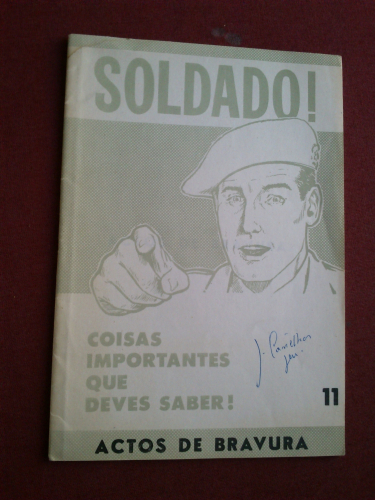 SOLDADO!
COISAS
IMPORTANTES
QUE
DEVES SABER!
J.
11
ACTOS DE BRAVURA